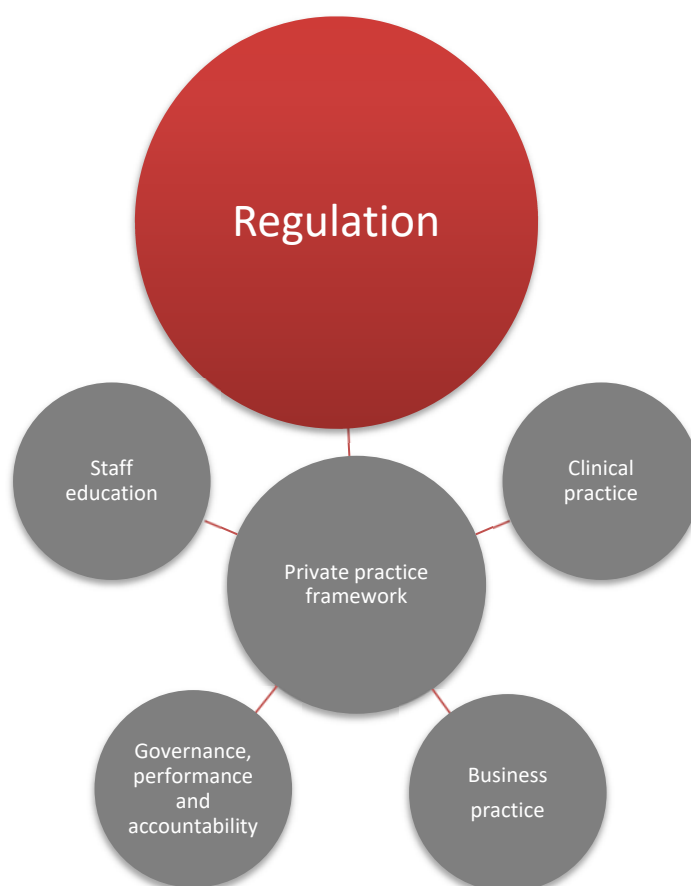 Regulation
Staff
education
Clinical
practice
Private practice
framework
Governance,
performance
and
accountability
Business
practice